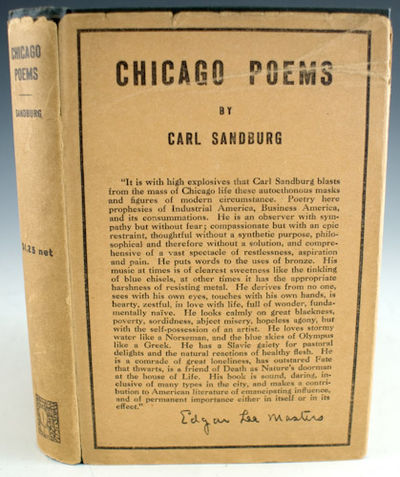 CHICAGO
POEMS
SANDBURG
$1.25 net
CHICAGO POEMS
BY
CARL SANDBURG
"It is with high explosives that Carl Sandburg blasts
from the mass of Chicago life these autochthonous masks
and figures of modern circumstance. Poetry here
prophesies of Industrial America, Business America,
and its consummations. He is an observer with sym-
pathy but without fear; compassionate but with an epic
restraint, thoughtful without a synthetic purpose, phil-
osophical and therefore without a solution, and compre-
hensive of a vast spectacle of restlessness, aspiration
and pain. He puts words to the uses of bronze. His
music at times is of clearest sweetness like the tinkling
of blue chisels, at other times it has the appropriate
harshness of resisting metal. He derives from no one,
sees with his own eyes, touches with his own hands, is
hearty, zestful, in love with life, full of wonder, funda-
mentally naïve. He looks calmly on great blackness,
poverty, sordidness, abject misery, hopeless agony, but
with the self-possession of an artist. He loves stormy
water like a Norseman, and the blue skies of Olympus
like a Greek. He has a Slavic gaiety for pastoral
delights and the natural reactions of healthy flesh. He
is a comrade of great loneliness, has outstared Fate
that thwarts, is a friend of Death as Nature's doorman
at the house of Life. His book is sound, daring, in-
clusive of many types in the city, and makes a contri-
bution to American literature of emancipating influence,
and of permanent importance either in itself or in its
effect."
Edgar Lee Masters